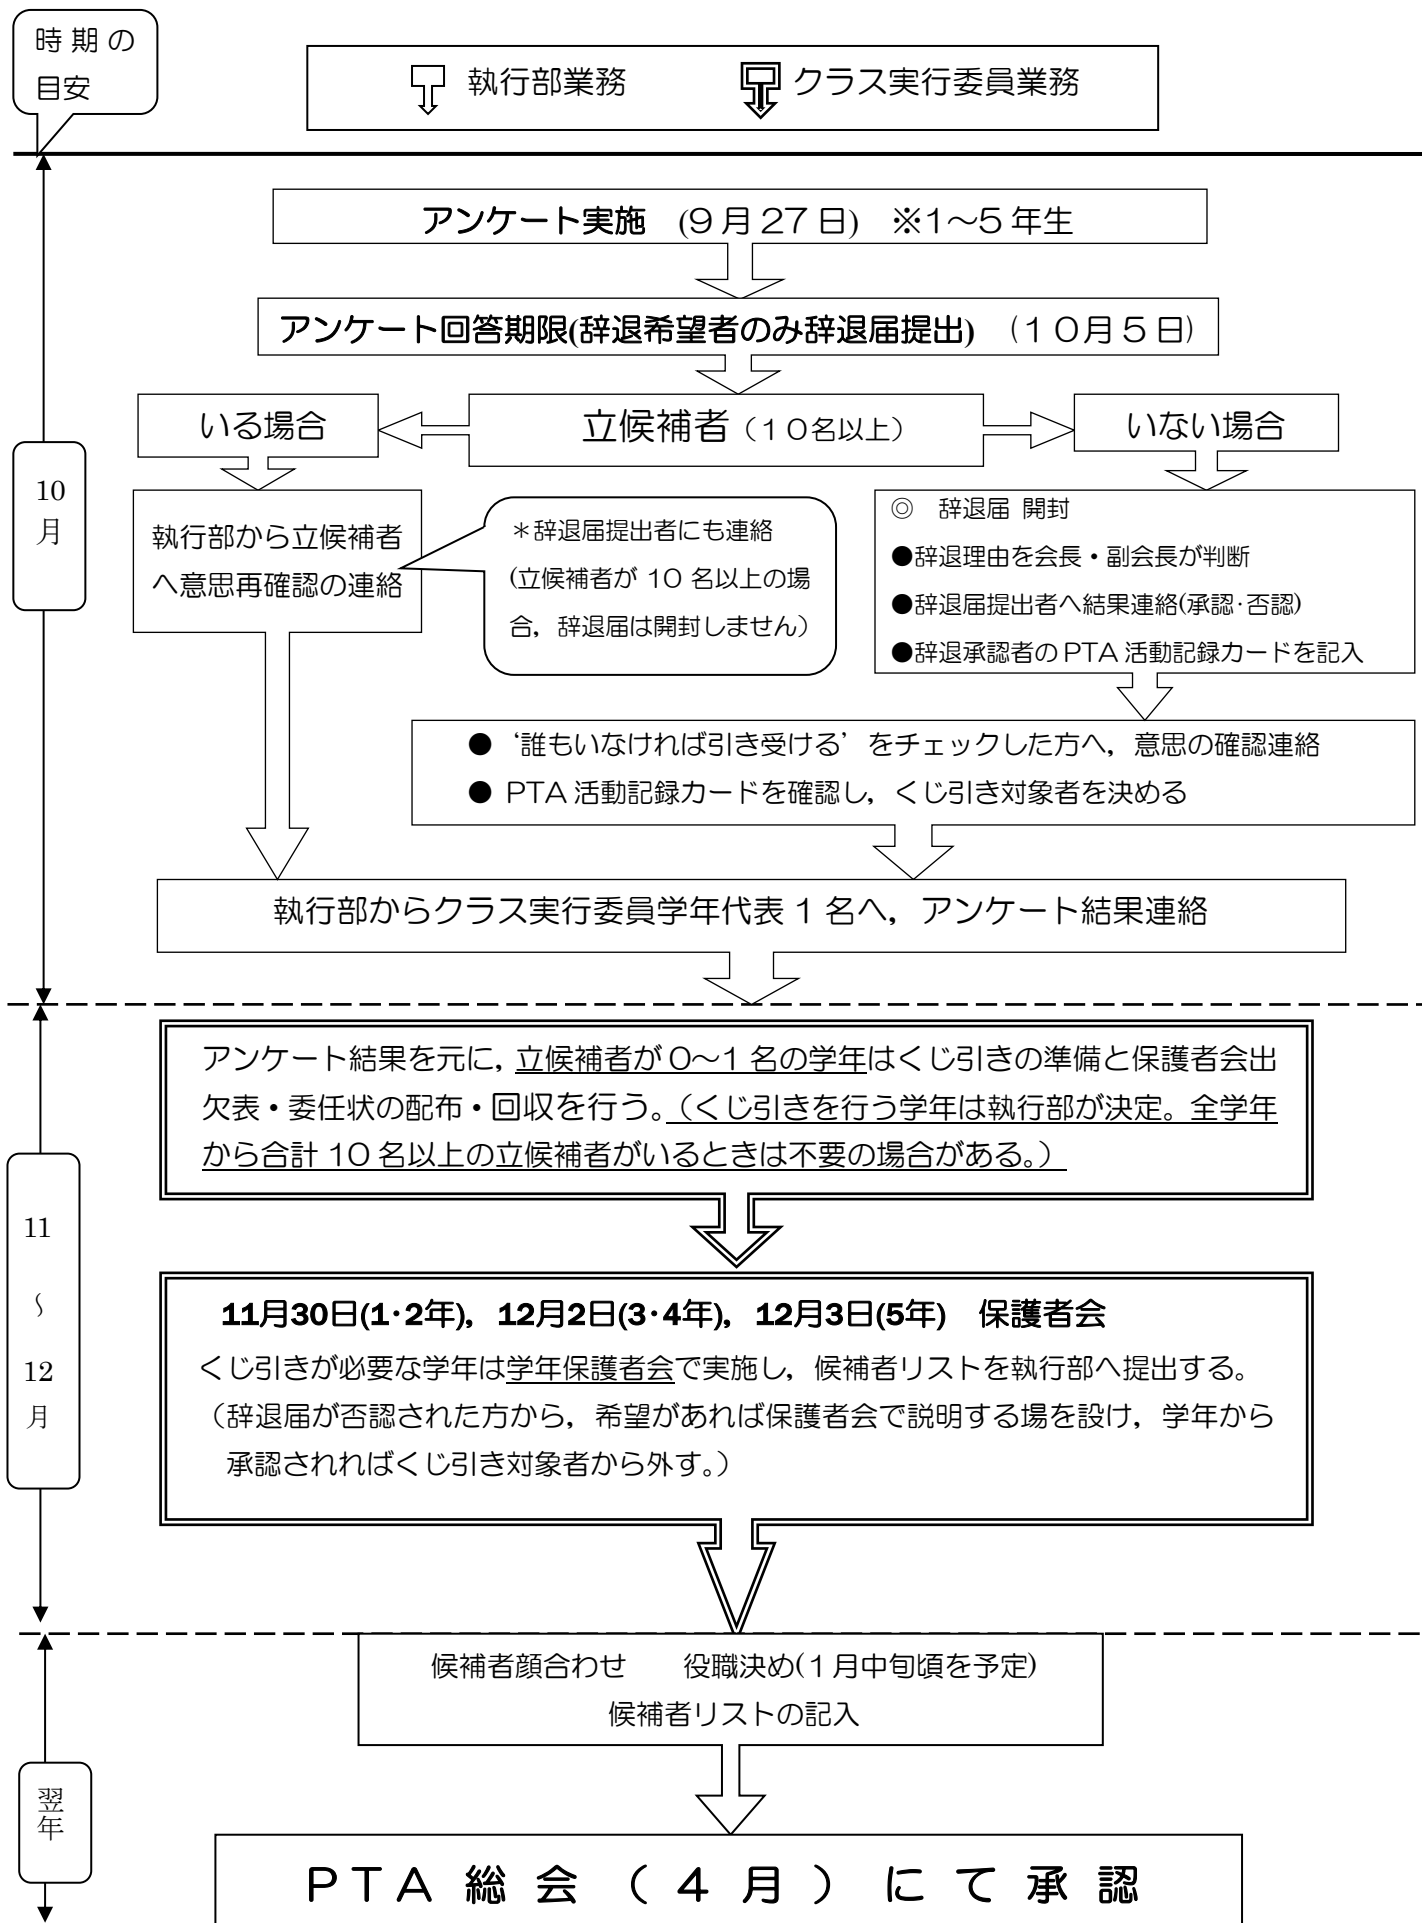 時期の
目安
執行部業務
クラス実行委員業務
アンケート実施　(９月２７日)　※1～5年生
アンケート回答期限(辞退希望者のみ辞退届提出)　(１０月５日)
いる場合
立候補者（１０名以上）
いない場合
10
月
執行部から立候補者
へ意思再確認の連絡
＊辞退届提出者にも連絡
(立候補者が 10 名以上の場
合，辞退届は開封しません）
◎　辞退届 開封
●辞退理由を会長・副会長が判断
●辞退届提出者へ結果連絡(承認･否認)
●辞退承認者の PTA 活動記録カードを記入
● ‘誰もいなければ引き受ける’をチェックした方へ，意思の確認連絡
● PTA 活動記録カードを確認し，くじ引き対象者を決める
執行部からクラス実行委員学年代表 1 名へ，アンケート結果連絡
11
～
12
月
アンケート結果を元に，立候補者が 0～1 名の学年はくじ引きの準備と保護者会出
欠表・委任状の配布・回収を行う。（くじ引きを行う学年は執行部が決定。全学年
から合計 10 名以上の立候補者がいるときは不要の場合がある。）
11月30日(1･2年)，12月2日(3･4年)，12月3日(5年)　保護者会
くじ引きが必要な学年は学年保護者会で実施し，候補者リストを執行部へ提出する。
（辞退届が否認された方から，希望があれば保護者会で説明する場を設け，学年から
承認されればくじ引き対象者から外す。）
翌
年
候補者顔合わせ　　役職決め(１月中旬頃を予定)
候補者リストの記入
PTA総会（４月）にて承認